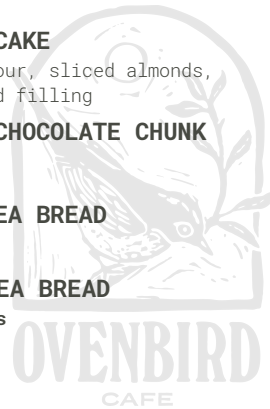 CAKE
our, sliced almonds,
d filling
CHOCOLATE CHUNK
EA BREAD
EA BREAD
s
OVENBIRD
CAFE